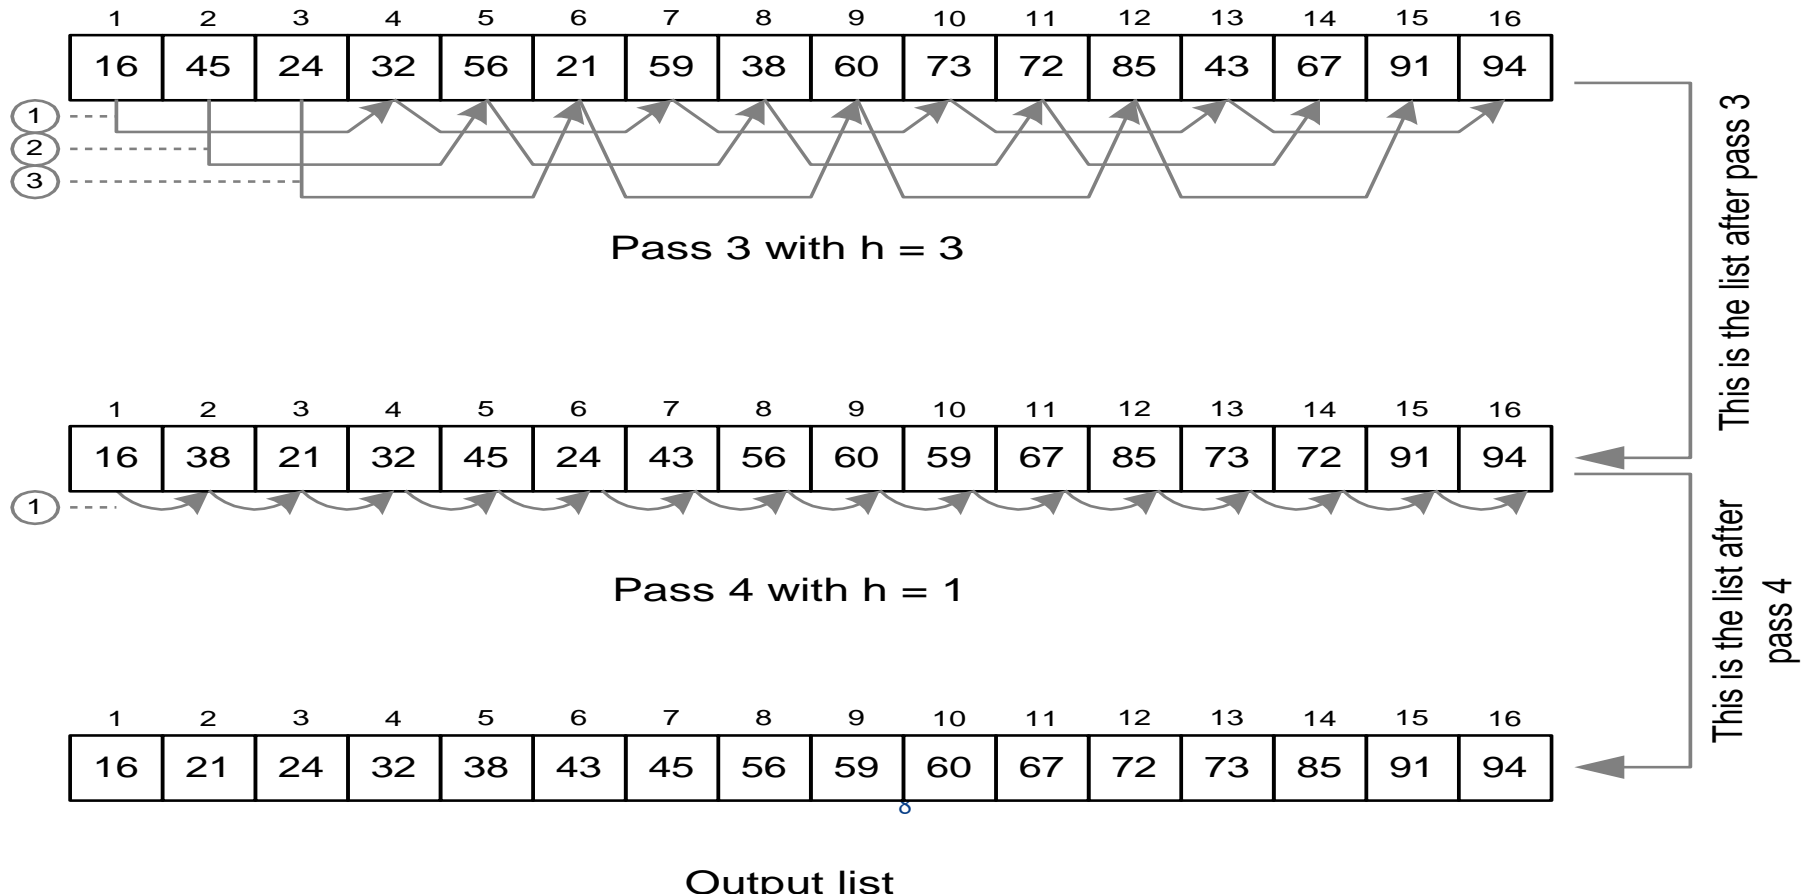 1 2 3 4 5 6 7 8 9 10 11 12 13 14 15 16
16 45 24 32 56 21 59 38 60 73 72 85 43 67 91 94
1
2
3
Pass 3 with h = 3
This is the list after pass 3
1 2 3 4 5 6 7 8 9 10 11 12 13 14 15 16
16 38 21 32 45 24 43 56 60 59 67 85 73 72 91 94
1
Pass 4 with h = 1
This is the list after
pass 4
1 2 3 4 5 6 7 8 9 10 11 12 13 14 15 16
16 21 24 32 38 43 45 56 59 60 67 72 73 85 91 94
8
Output list